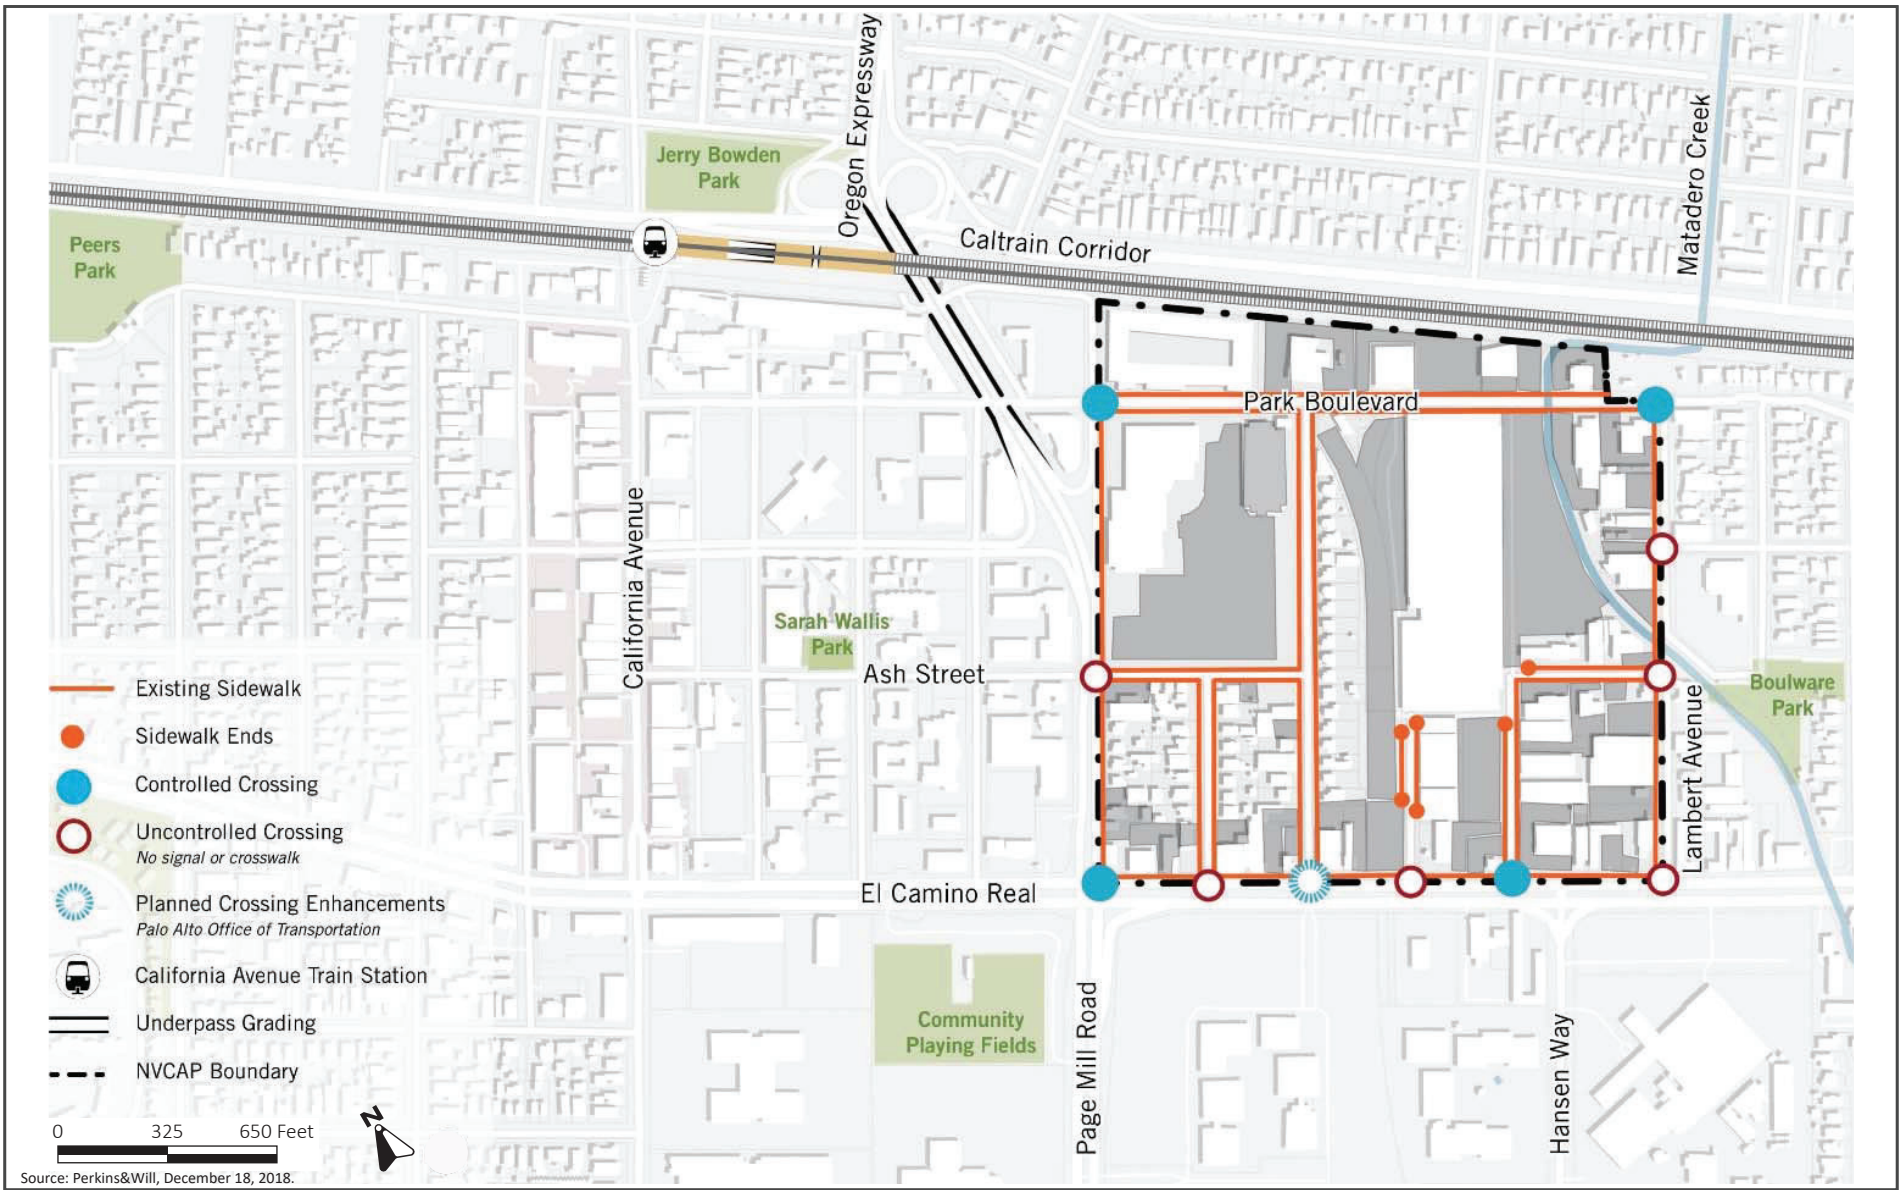 Oregon Expressway
Matadero Creek
Jerry Bowden
Park
Peers
Park
Caltrain Corridor
Park Boulevard
California Avenue
Sarah Wallis
Park
Ash Street
Boulware
Park
Lambert Avenue
El Camino Real
Community
Playing Fields
Page Mill Road
Hansen Way
Existing Sidewalk
Sidewalk Ends
Controlled Crossing
Uncontrolled Crossing
No signal or crosswalk
Planned Crossing Enhancements
Palo Alto Office of Transportation
California Avenue Train Station
Underpass Grading
NVCAP Boundary
N
0 325 650 Feet
Source: Perkins&Will, December 18, 2018.